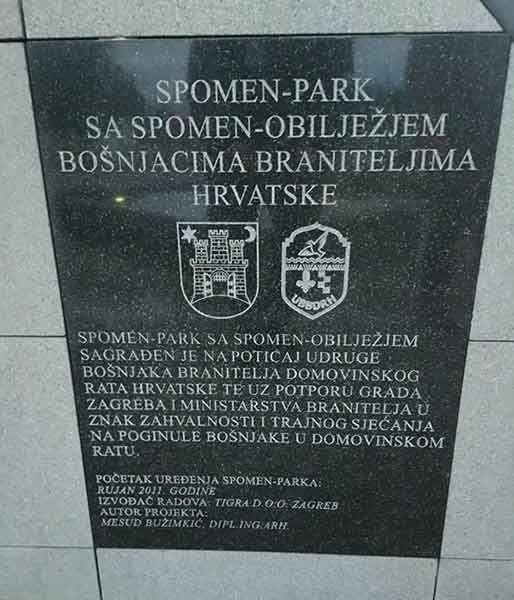 SPOMEN-PARK
SA SPOMEN-OBILJEŽJEM
BOŠNJACIMA BRANITELJIMA
HRVATSKE
UBBDRH
SPOMEN-PARK SA SPOMEN-OBILJEŽJEM
SAGRAĐEN JE NA POTICAJ UDRUGE
BOŠNJAKA BRANITELJA DOMOVINSKOG
RATA HRVATSKE TE UZ POTPORU GRADA
ZAGREBA I MINISTARSTVA BRANITELJA U
ZNAK ZAHVALNOSTI I TRAJNOG SJEĆANJA
NA POGINULE BOŠNJAKE U DOMOVINSKOM
RATU.
POČETAK UREĐENJA SPOMEN-PARKA:
RUJAN 2011. GODINE
IZVOĐAČ RADOVA: TIGRA D.O.O. ZAGREB
AUTOR PROJEKTA:
MESUD BUŽIMKIĆ, DIPL.ING.ARH.